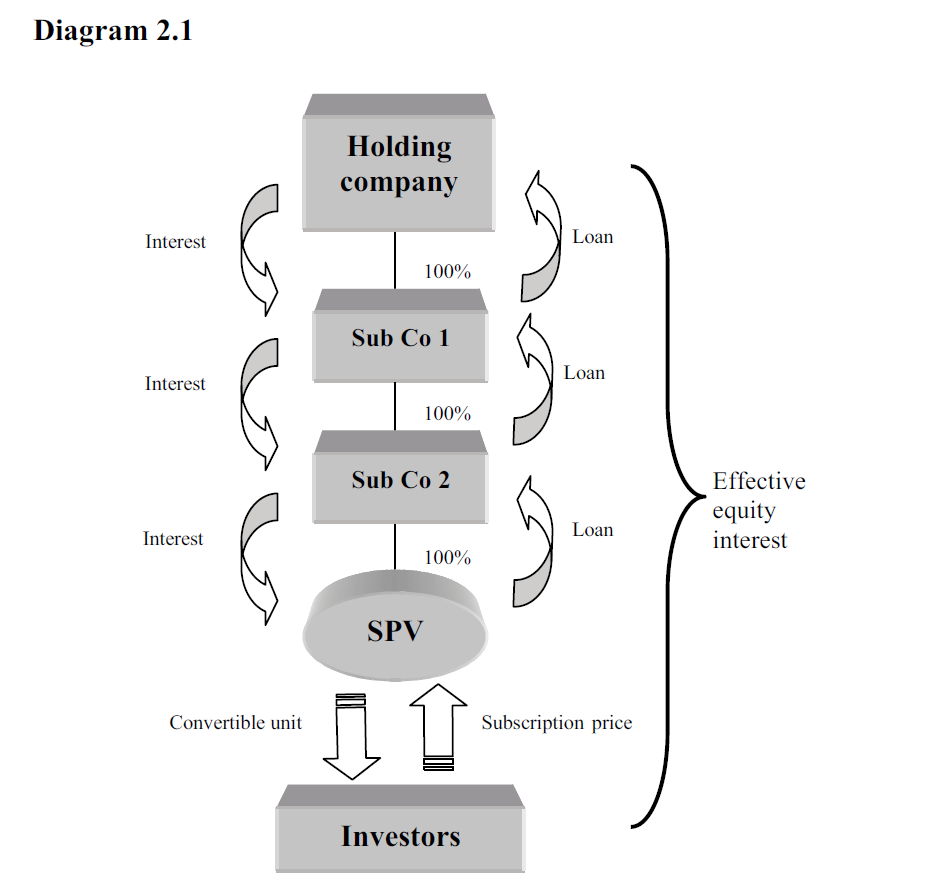 Diagram 2.1
Holding
company
Interest
Loan
100%
Sub Co 1
Interest
Loan
100%
Sub Co 2
Effective
equity
interest
Interest
Loan
100%
SPV
Convertible unit
Subscription price
Investors